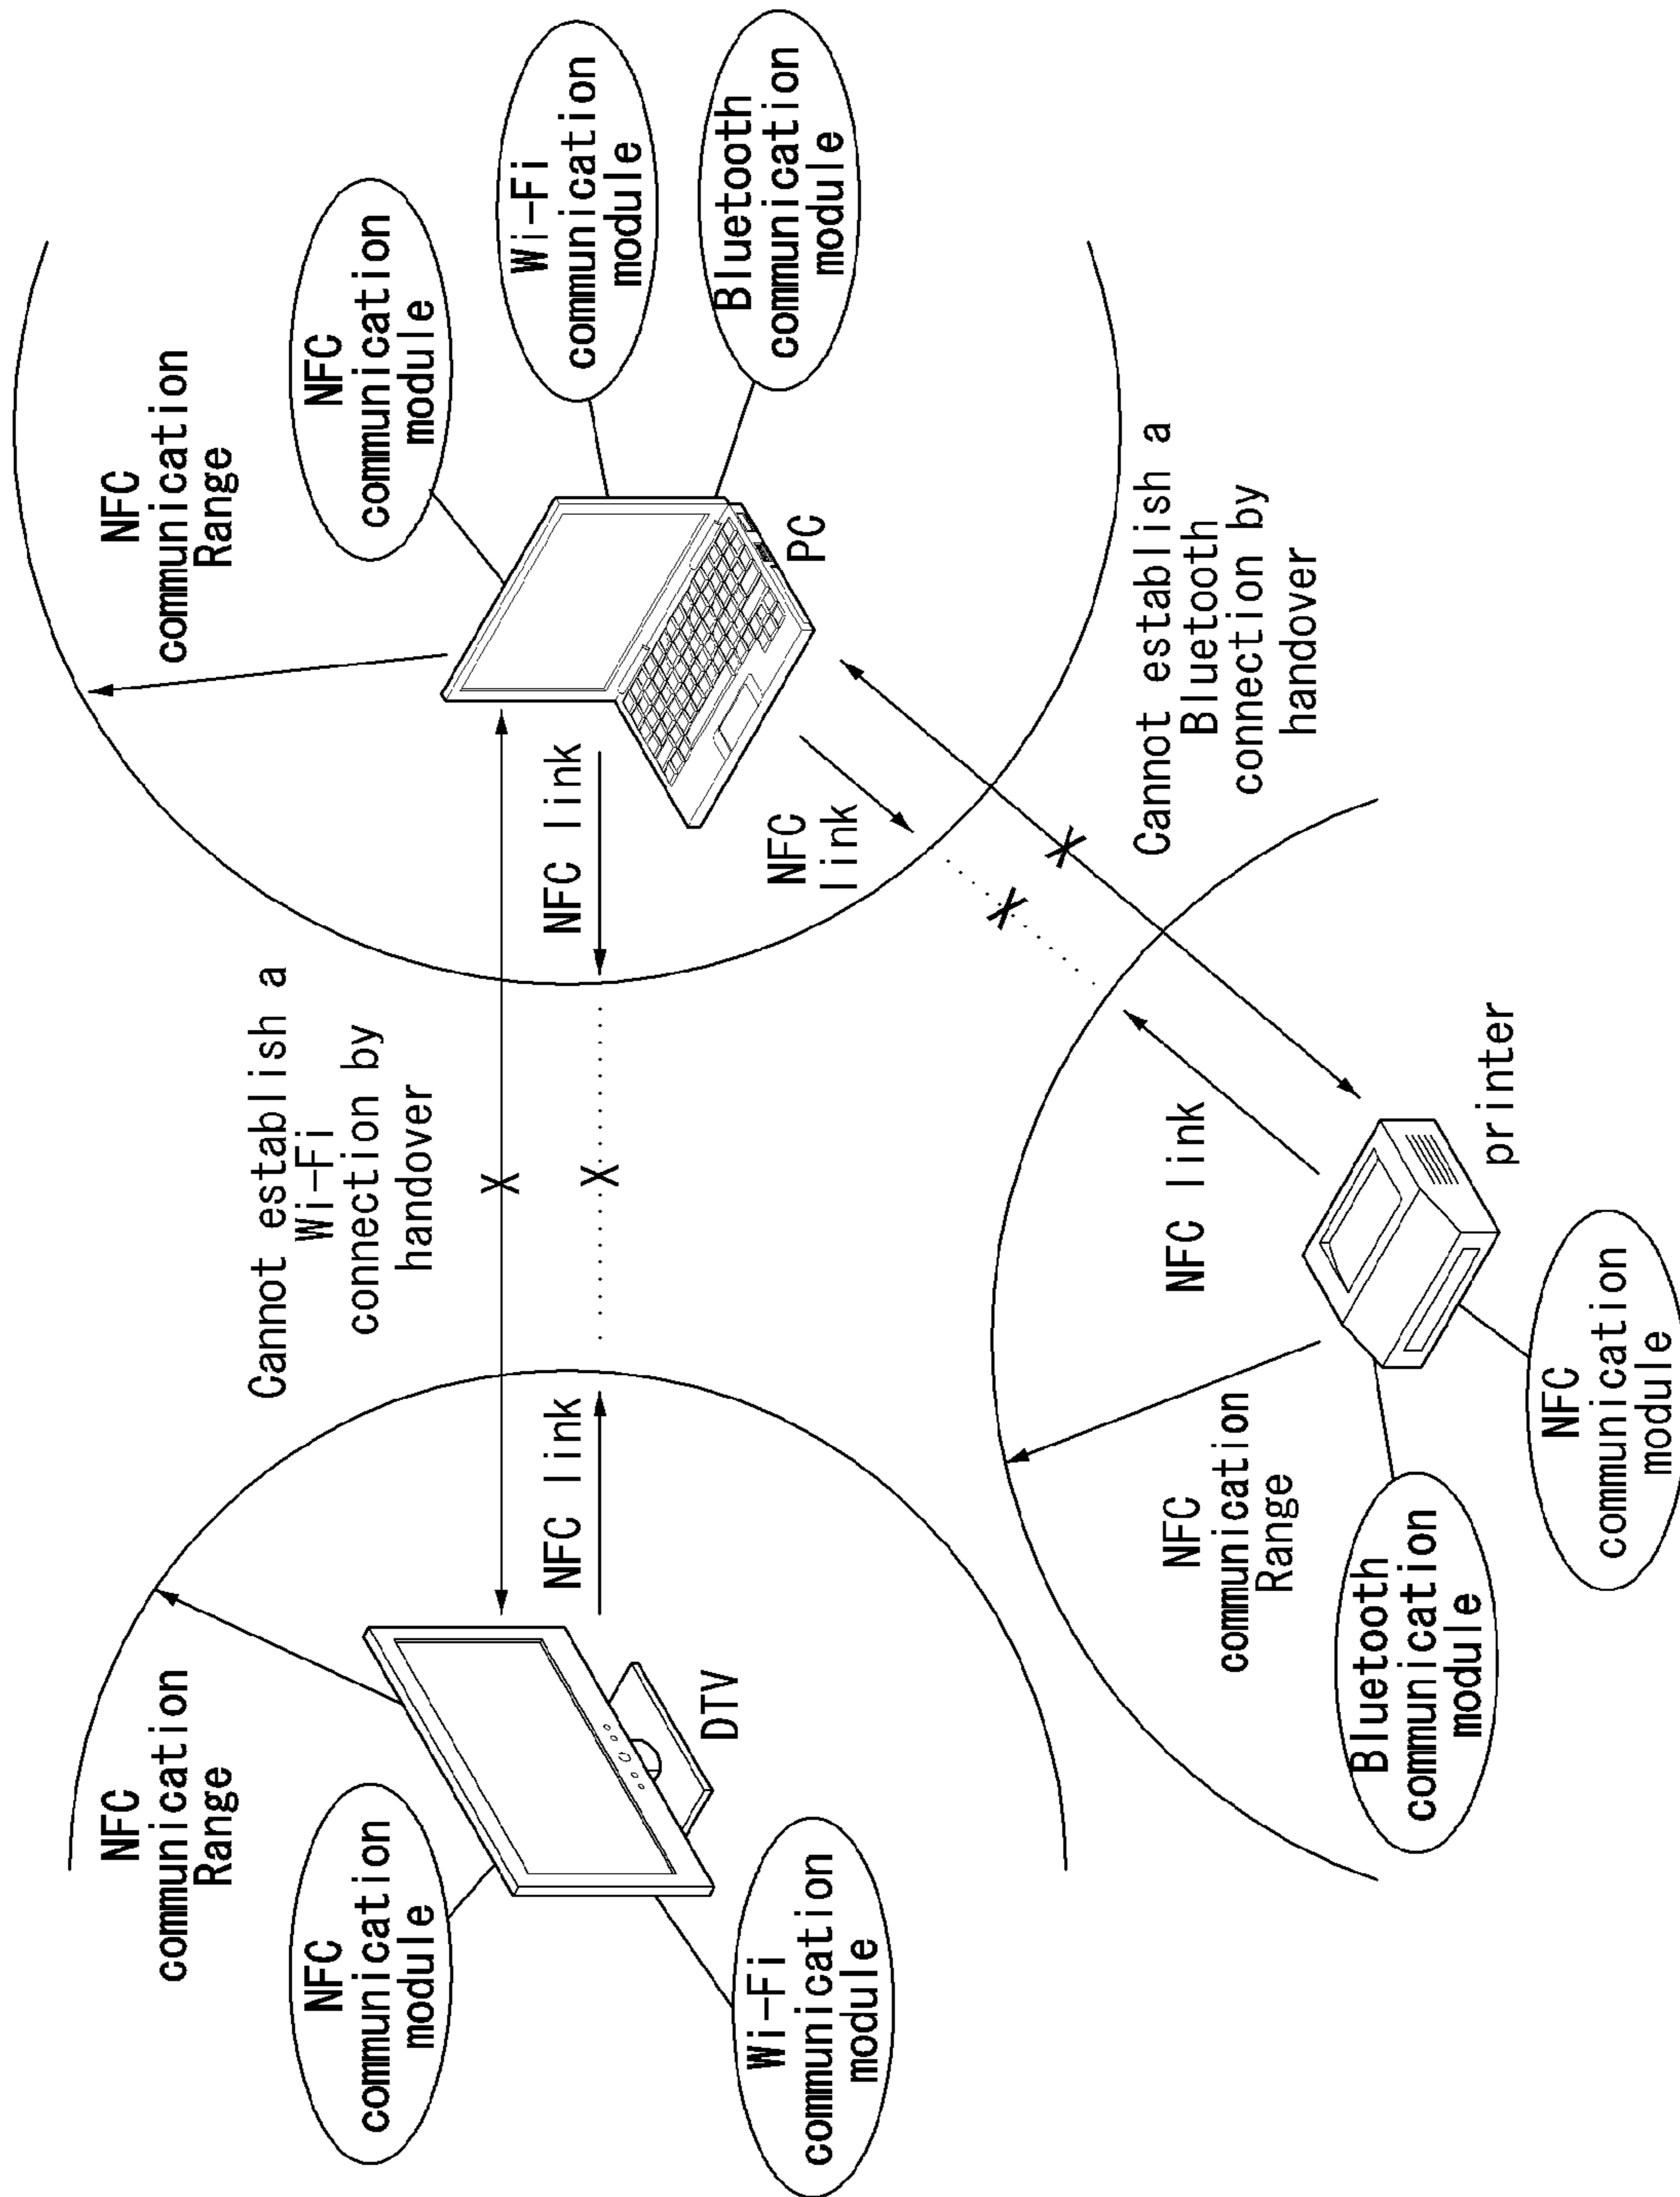 NFC
communication
Range
NFC
communication
module
Wi-Fi
communication
module
DTV
NFC link
Cannot establish a
Wi-Fi
connection by
handover
NFC link
NFC
communication
Range
NFC
communication
module
Wi-Fi
communication
module
Bluetooth
communication
module
PC
NFC
link
Cannot establish a
Bluetooth
connection by
handover
NFC link
NFC
communication
Range
Bluetooth
communication
module
NFC
communication
module
printer